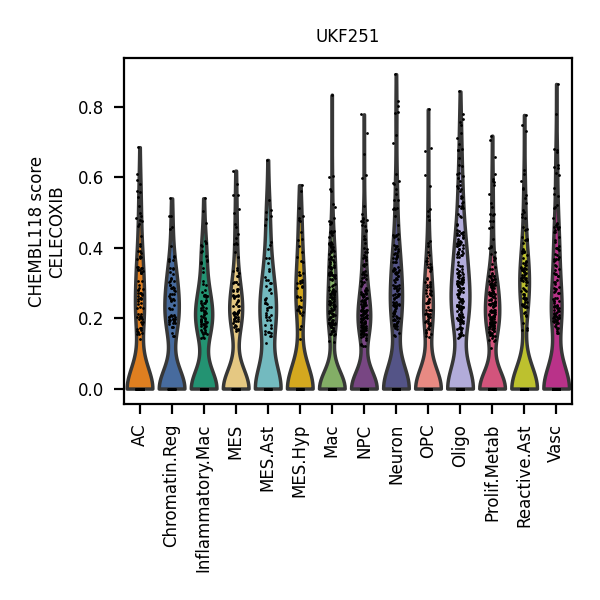 UKF251
CHEMBL118 score
CELECOXIB
0.8
0.6
0.4
0.2
0.0
AC
Chromatin.Reg
Inflammatory.Mac
MES
MES.Ast
MES.Hyp
Mac
NPC
Neuron
OPC
Oligo
Prolif.Metab
Reactive.Ast
Vasc